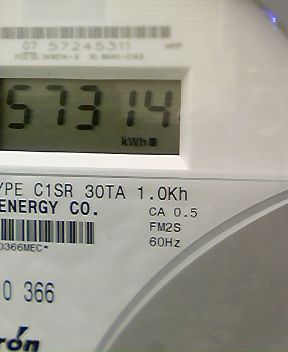 07 57245311
57314
kWh
YPE C1SR 30TA 1.0Kh
ENERGY CO.
CA 0.5
FM2S
60Hz
0366MEC*
0 366
rón